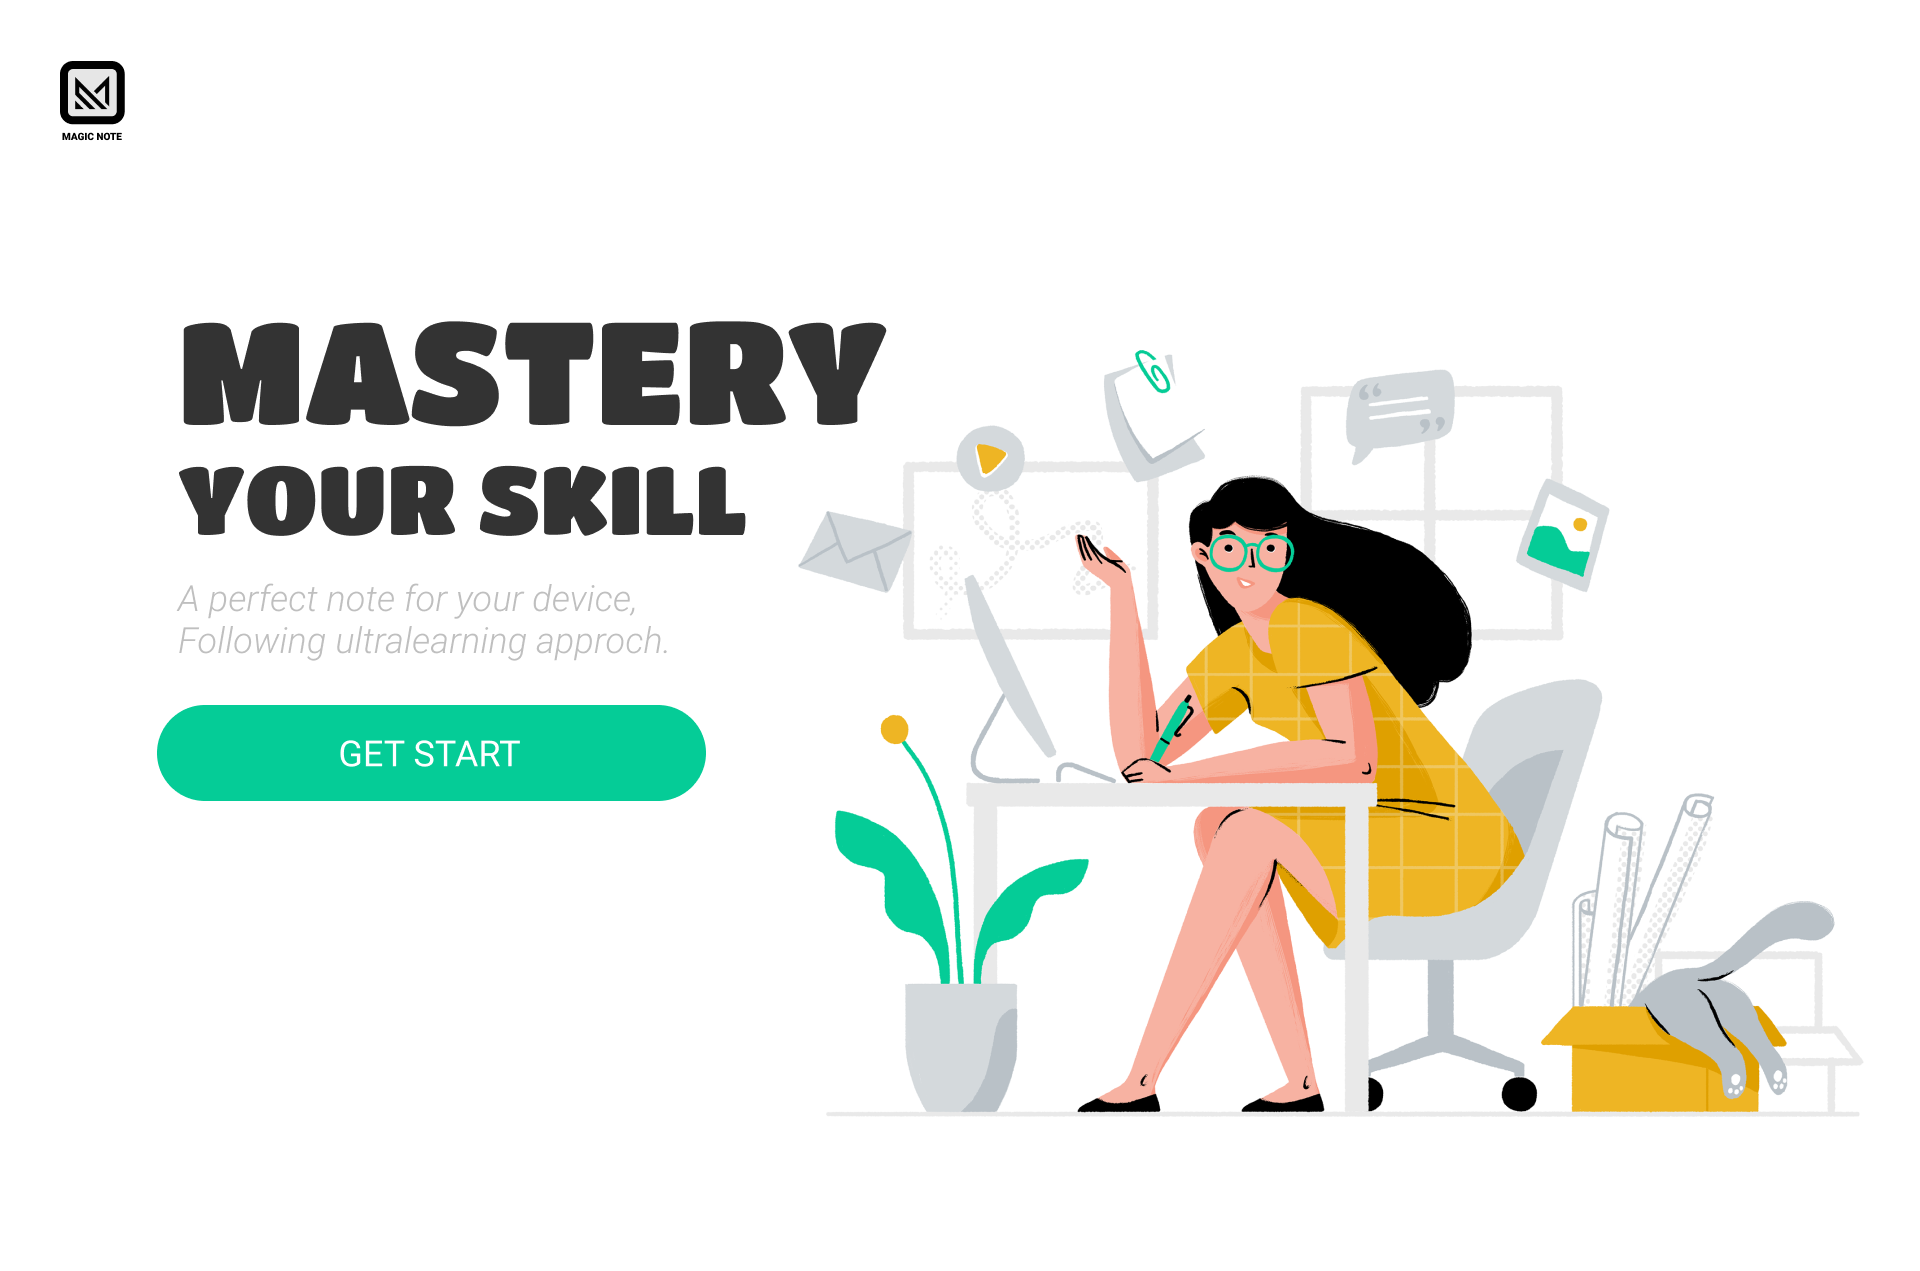 MAGIC NOTE
MASTERY
YOUR SKILL
A perfect note for your device,
Following ultralearning approch.
GET START